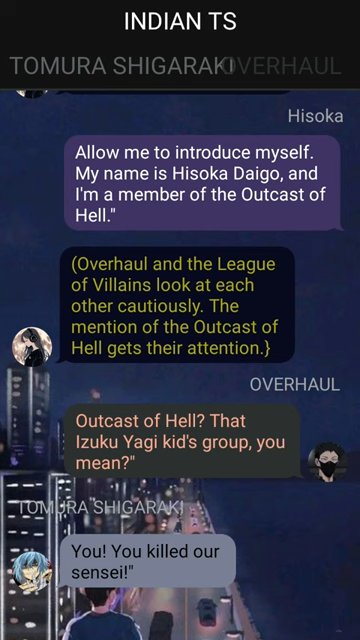 INDIAN TS
TOMURA SHIGARAKI OVERHAUL
Hisoka
Allow me to introduce myself.
My name is Hisoka Daigo, and
I'm a member of the Outcast of
Hell."
(Overhaul and the League
of Villains look at each
other cautiously. The
mention of the Outcast of
Hell gets their attention.}
OVERHAUL
Outcast of Hell? That
Izuku Yagi kid's group, you
mean?"
TOMURA SHIGARAKI
You! You killed our
sensei!"